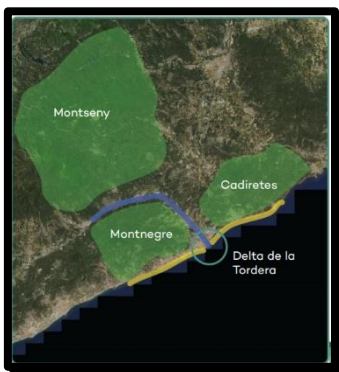 Montseny
Cadiretes
Montnegre
Delta de la
Tordera